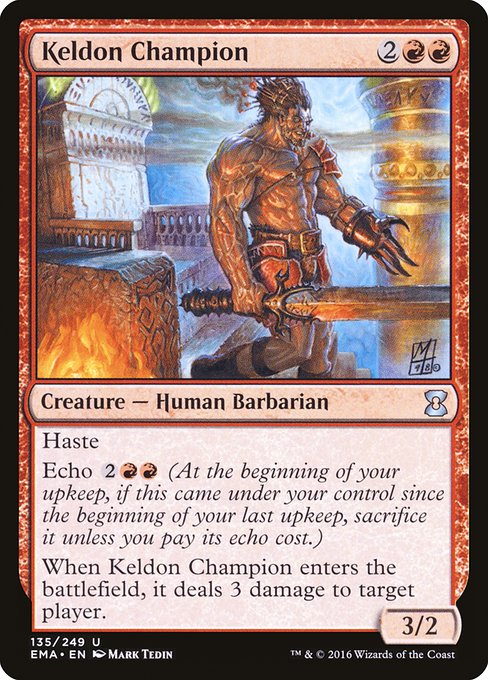 Keldon Champion 2
Creature — Human Barbarian
Haste
Echo 2 (At the beginning of your
upkeep, if this came under your control since
the beginning of your last upkeep, sacrifice
it unless you pay its echo cost.)
When Keldon Champion enters the
battlefield, it deals 3 damage to target
player.
3/2
135/249 U
EMA • EN Mark Tedin
™ & © 2016 Wizards of the Coast